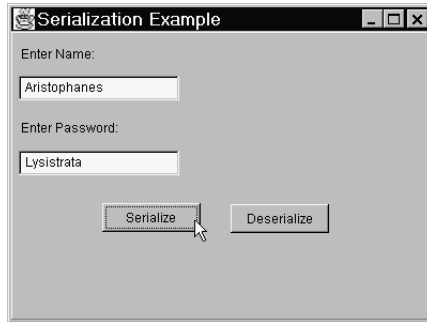 Serialization Example
Enter Name:
Aristophanes
Enter Password:
Lysistrata
Serialize Deserialize